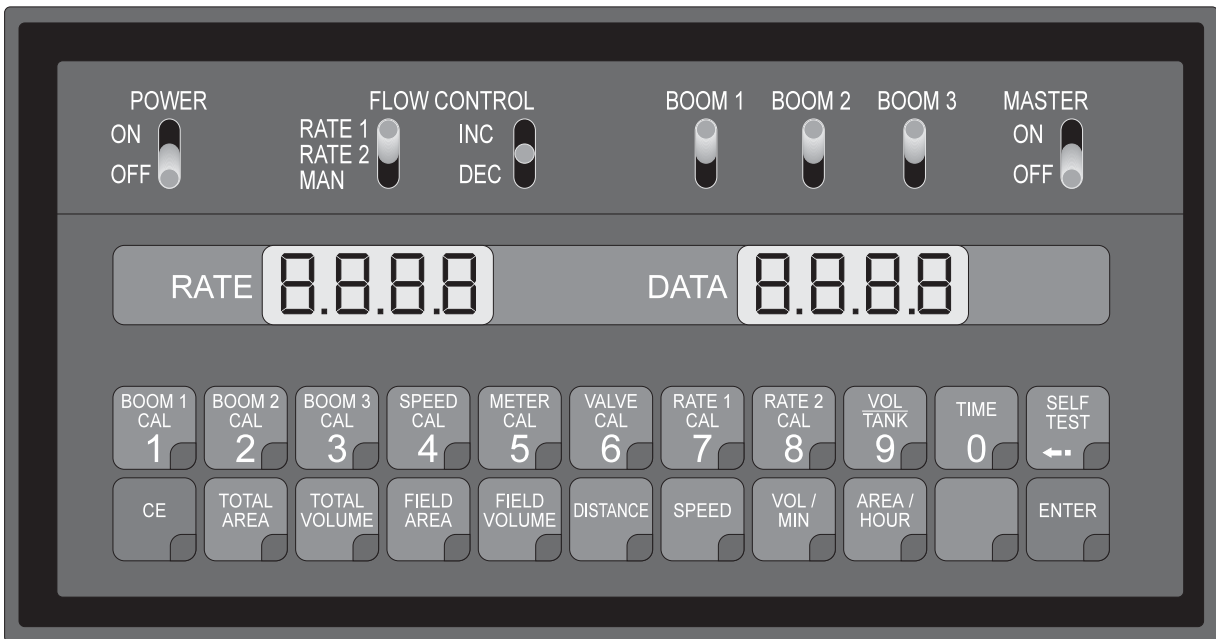 POWER
ON
OFF
FLOW CONTROL
RATE 1
RATE 2
MAN
INC
DEC
BOOM 1
BOOM 2
BOOM 3
MASTER
ON
OFF
RATE 8.8.8.8
DATA 8.8.8.8
BOOM 1
CAL
1
BOOM 2
CAL
2
BOOM 3
CAL
3
SPEED
CAL
4
METER
CAL
5
VALVE
CAL
6
RATE 1
CAL
7
RATE 2
CAL
8
VOL
TANK
9
TIME
0
SELF
TEST
CE
TOTAL
AREA
TOTAL
VOLUME
FIELD
AREA
FIELD
VOLUME
DISTANCE
SPEED
VOL /
MIN
AREA /
HOUR
ENTER